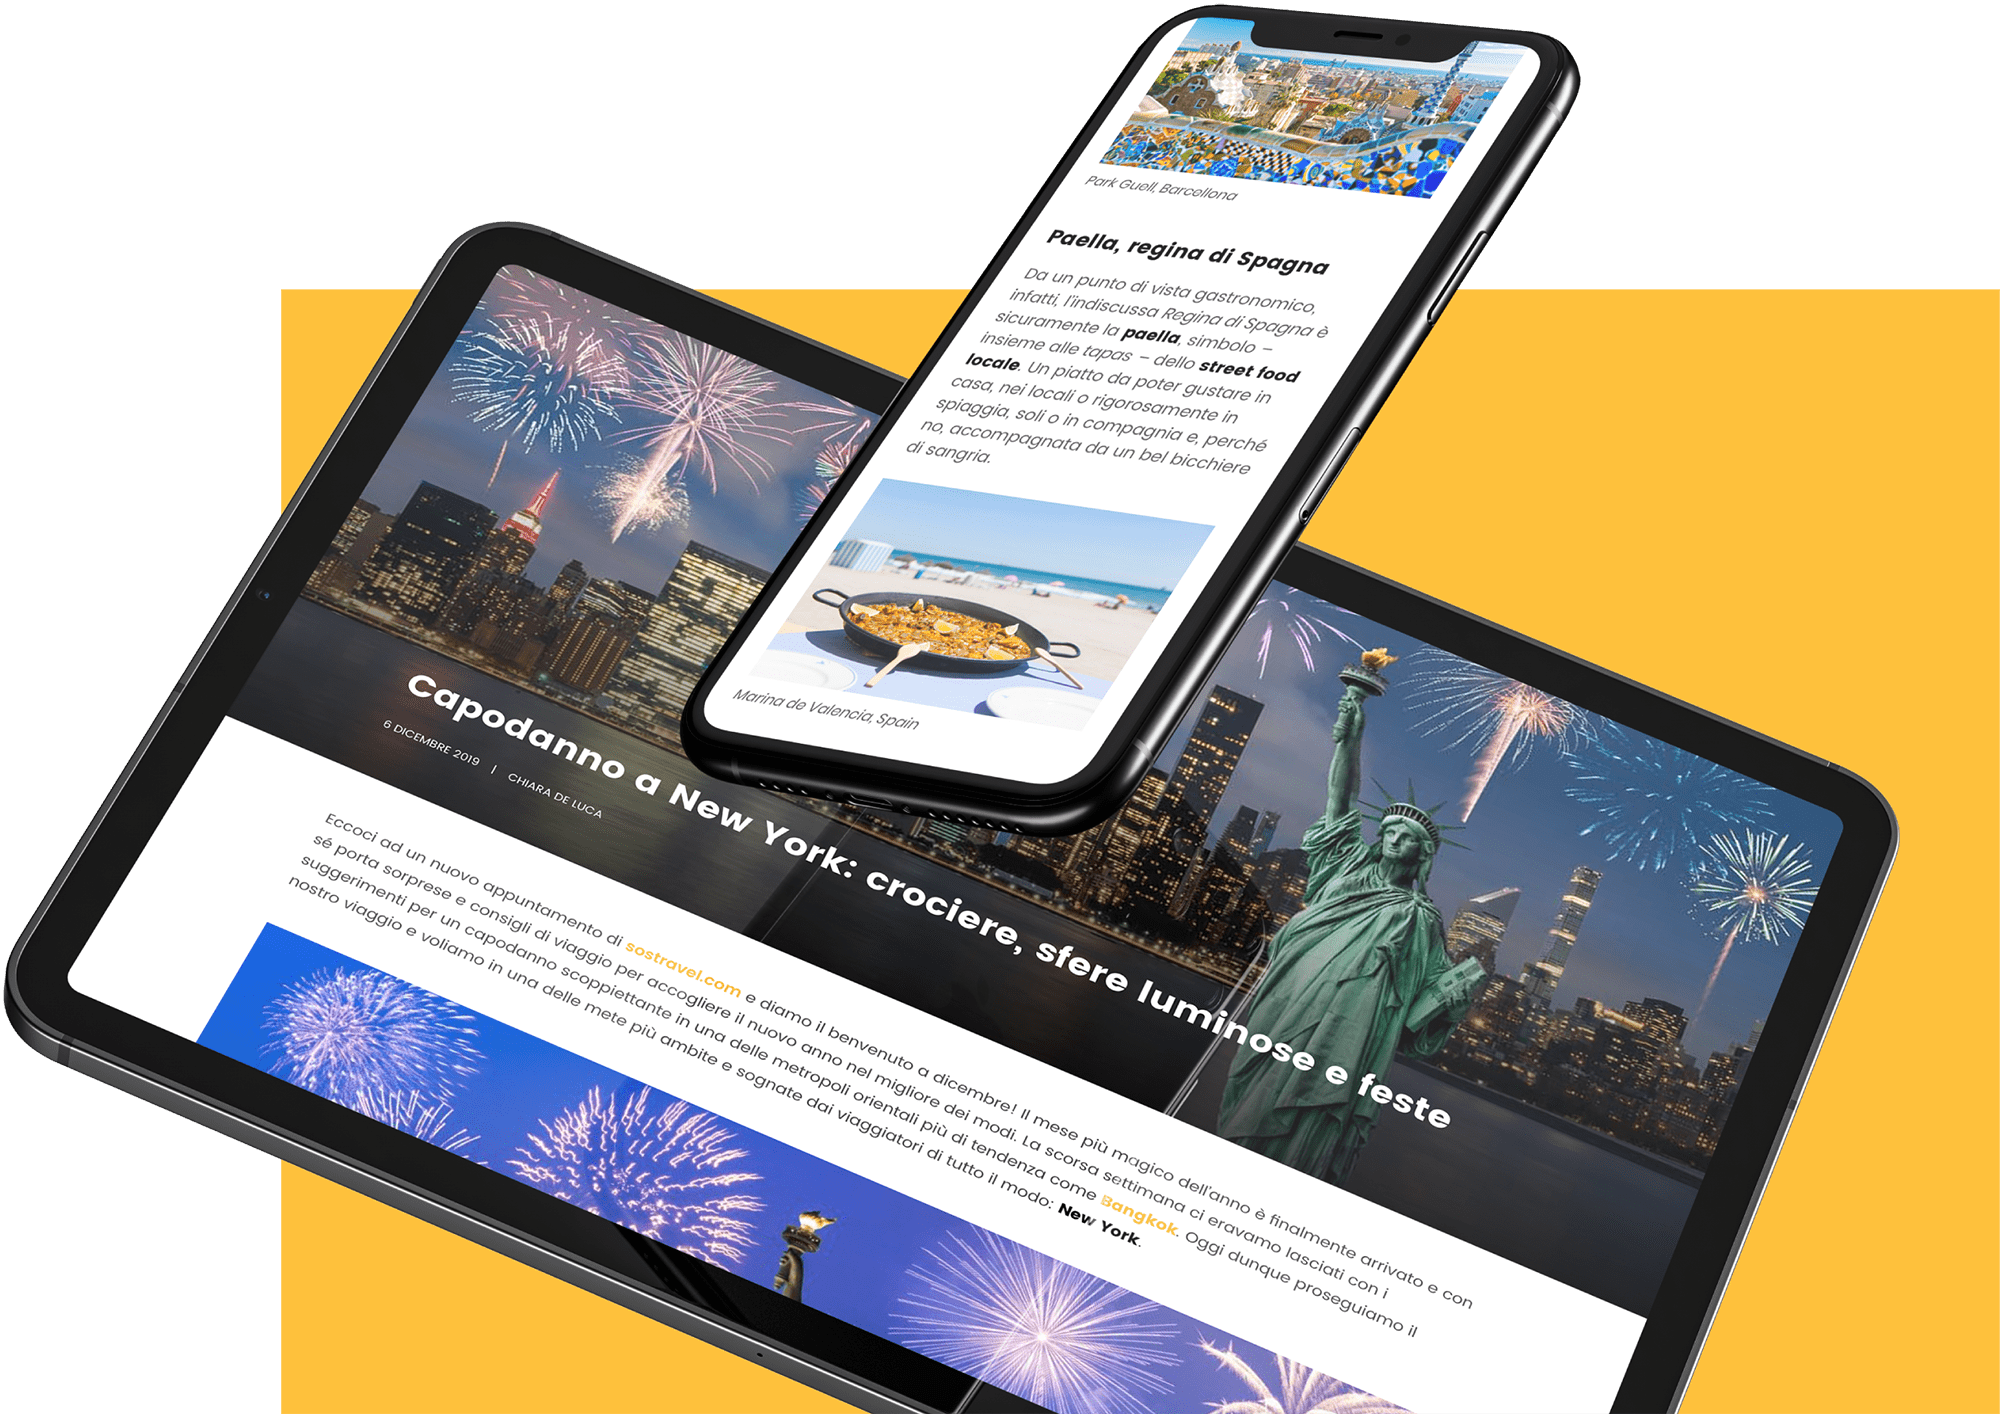 Park Guell, Barcellona
Paella, regina di Spagna
Da un punto di vista gastronomico,
infatti, l'indiscussa Regina di Spagna è
sicuramente la paella, simbolo –
insieme alle tapas – dello street food
locale. Un piatto da poter gustare in
casa, nei locali o rigorosamente in
spiaggia, soli o in compagnia e, perché
no, accompagnata da un bel bicchiere
di sangria.
Marina de Valencia, Spain
Capodanno a New York: crociere, sfere luminose e feste
6 DICEMBRE 2019 | CHIARA DE LUCA
Eccoci ad un nuovo appuntamento di sostravel.com e diamo il benvenuto a dicembre! Il mese più magico dell'anno è finalmente arrivato e con
sé porta sorprese e consigli di viaggio per accogliere il nuovo anno nel migliore dei modi. La scorsa settimana ci eravamo lasciati con i
suggerimenti per un capodanno scoppiettante in una delle metropoli orientali più di tendenza come Bangkok. Oggi dunque proseguiamo il
nostro viaggio e voliamo in una delle mete più ambite e sognate dai viaggiatori di tutto il modo: New York.